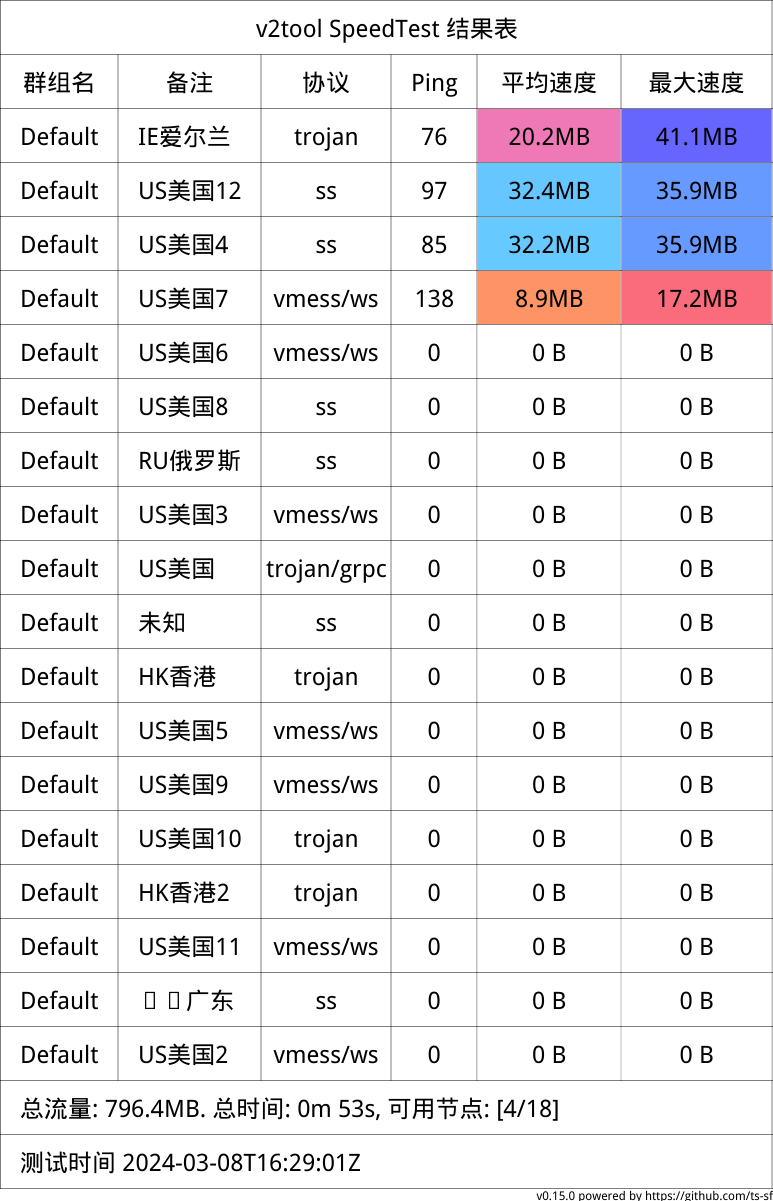 v2tool SpeedTest 结果表
群组名 备注 协议 Ping 平均速度 最大速度
Default IE爱尔兰 trojan 76 20.2MB 41.1MB
Default US美国12 ss 97 32.4MB 35.9MB
Default US美国4 ss 85 32.2MB 35.9MB
Default US美国7 vmess/ws 138 8.9MB 17.2MB
Default US美国6 vmess/ws 0 0 B 0 B
Default US美国8 ss 0 0 B 0 B
Default RU俄罗斯 ss 0 0 B 0 B
Default US美国3 vmess/ws 0 0 B 0 B
Default US美国 trojan/grpc 0 0 B 0 B
Default 未知 ss 0 0 B 0 B
Default HK香港 trojan 0 0 B 0 B
Default US美国5 vmess/ws 0 0 B 0 B
Default US美国9 vmess/ws 0 0 B 0 B
Default US美国10 trojan 0 0 B 0 B
Default HK香港2 trojan 0 0 B 0 B
Default US美国11 vmess/ws 0 0 B 0 B
Default 广东 ss 0 0 B 0 B
Default US美国2 vmess/ws 0 0 B 0 B
总流量: 796.4MB. 总时间: 0m 53s, 可用节点: [4/18]
测试时间 2024-03-08T16:29:01Z
v0.15.0 powered by https://github.com/ts-sf